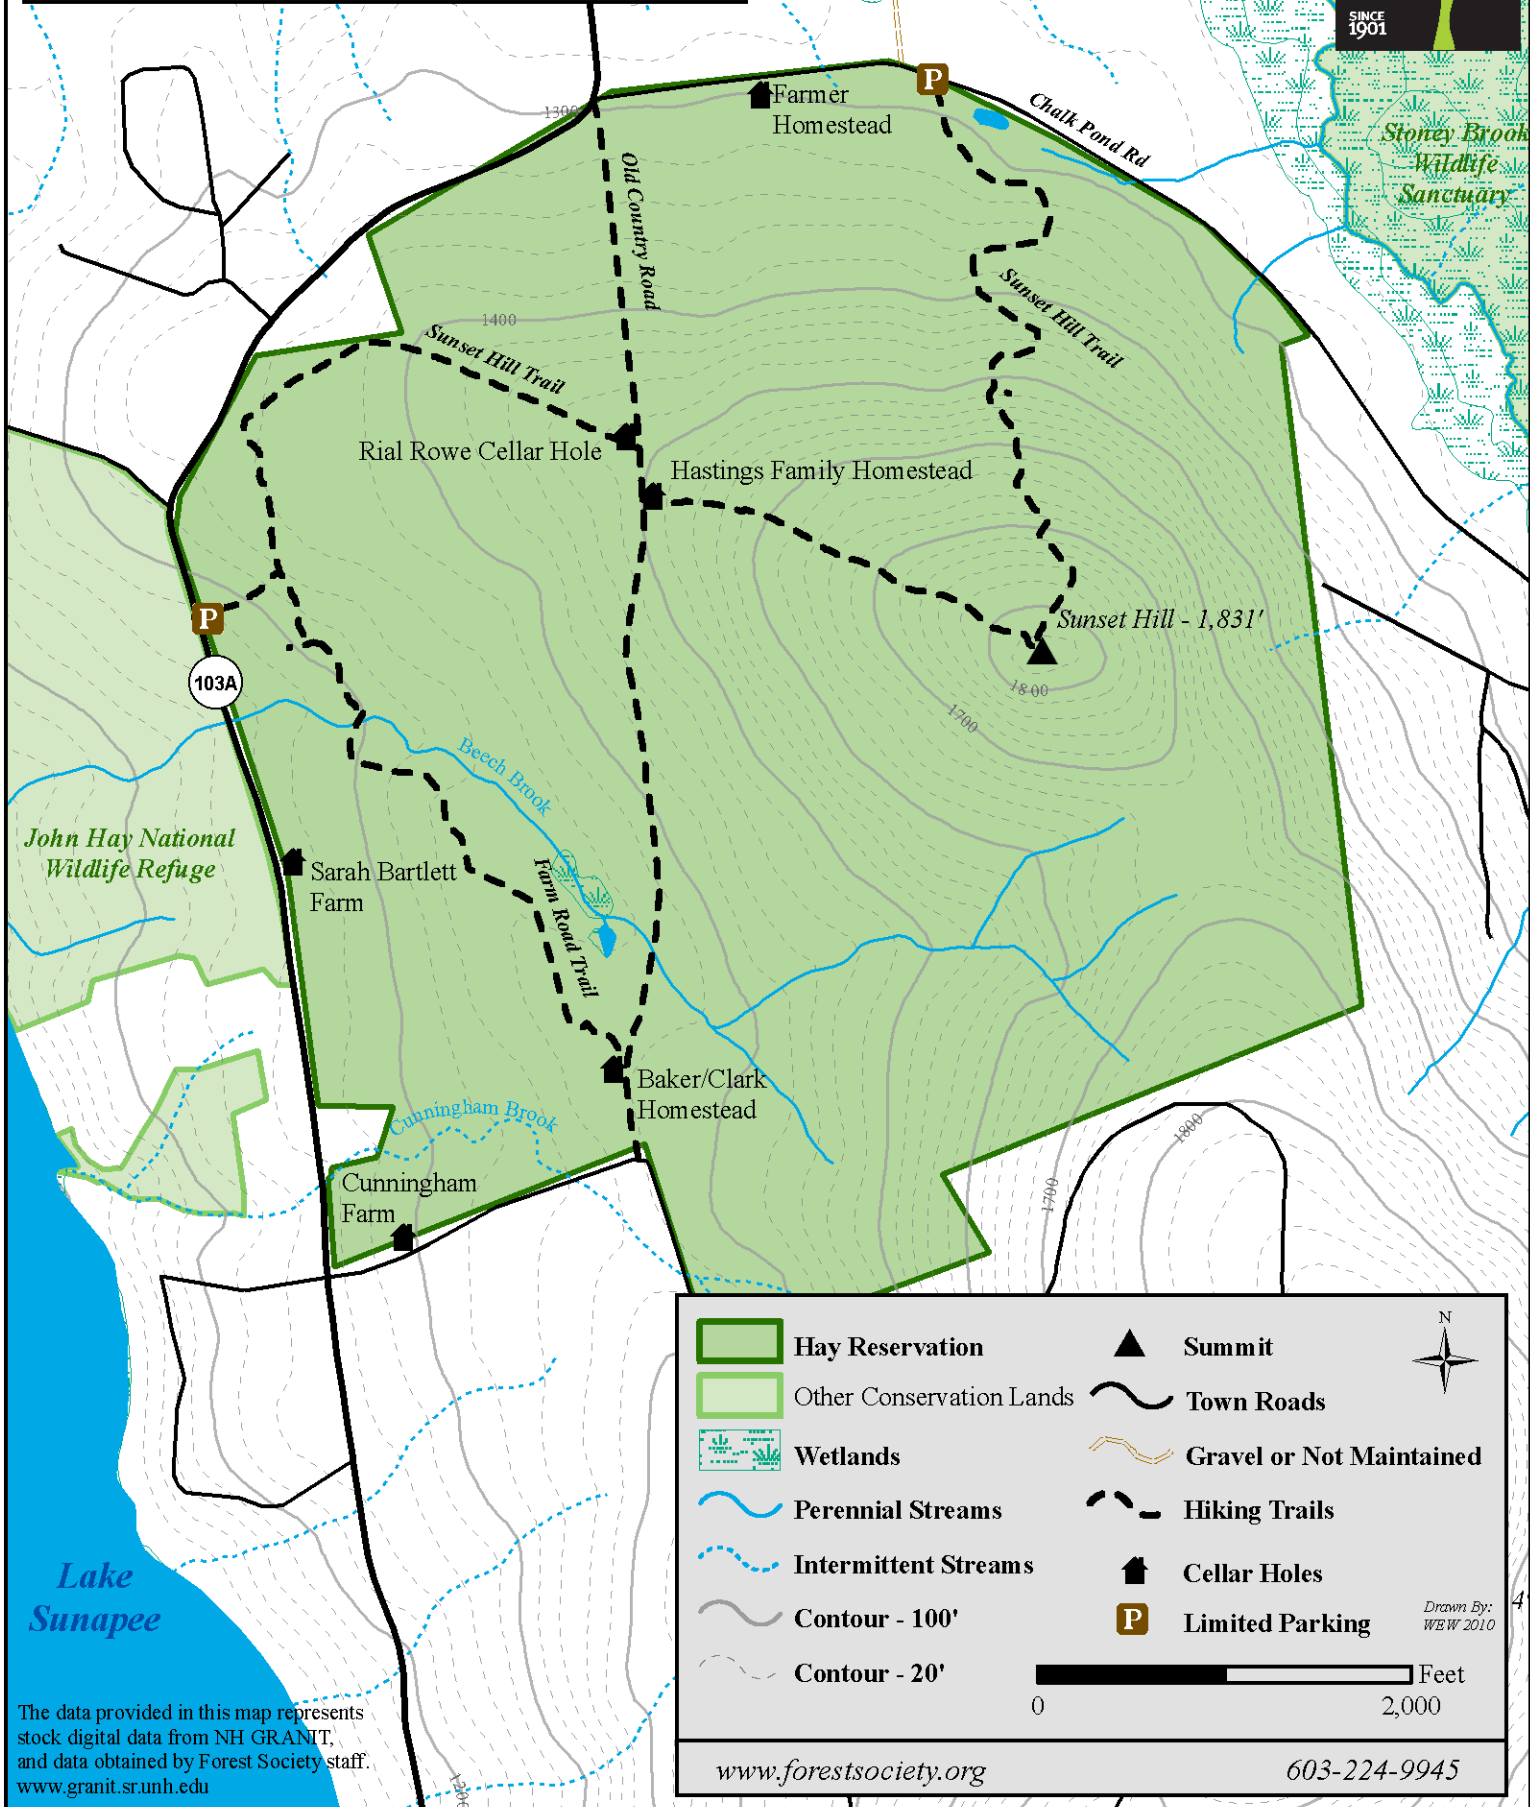 SINCE
1901
Farmer
Homestead
P
Chalk Pond Rd
Stoney Brook
Wildlife
Sanctuary
1300
Old Country Road
Sunset Hill Trail
1400
Sunset Hill Trail
Rial Rowe Cellar Hole
Hastings Family Homestead
P
Sunset Hill - 1,831'
103A
1800
1700
Beech Brook
John Hay National
Wildlife Refuge
Sarah Bartlett
Farm
Farm Road Trail
Baker/Clark
Homestead
Cunningham Brook
1800
Cunningham
Farm
1700
N
Hay Reservation
Summit
Other Conservation Lands
Town Roads
Wetlands
Gravel or Not Maintained
Perennial Streams
Hiking Trails
Intermittent Streams
Cellar Holes
Lake
Sunapee
Contour - 100'
P
Limited Parking
Drawn By:
WEW 2010
4'
Contour - 20'
Feet
0
2,000
The data provided in this map represents
stock digital data from NH GRANIT,
and data obtained by Forest Society staff.
www.granit.sr.unh.edu
1200
www.forestsociety.org
603-224-9945